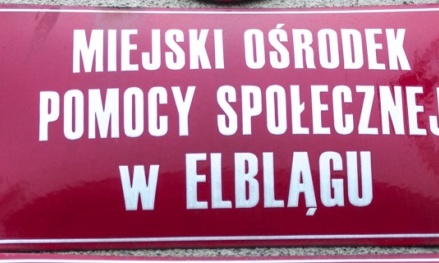 MIEJSKI OŚRODEK
POMOCY SPOŁECZNEJ
W ELBLĄGU